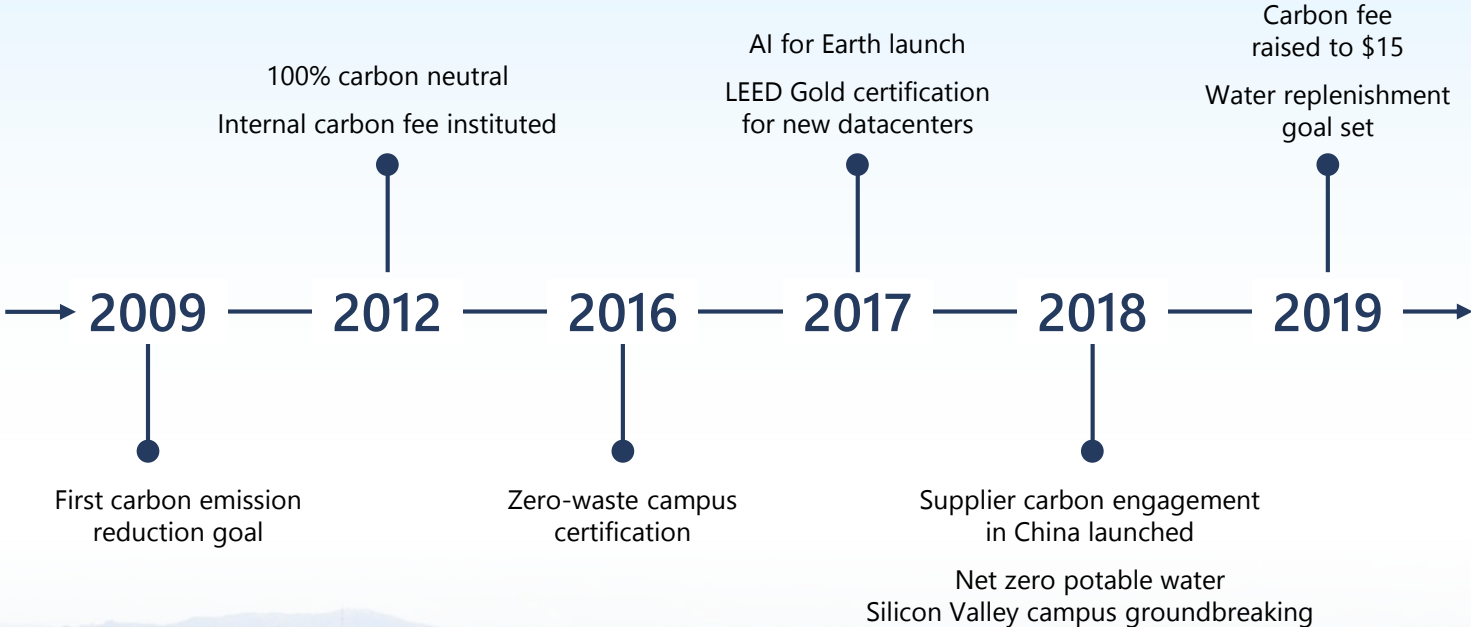 100% carbon neutral
Internal carbon fee instituted
AI for Earth launch
LEED Gold certification
for new datacenters
Carbon fee
raised to $15
Water replenishment
goal set
2009
2012
2016
2017
2018
2019
First carbon emission
reduction goal
Zero-waste campus
certification
Supplier carbon engagement
in China launched
Net zero potable water
Silicon Valley campus groundbreaking